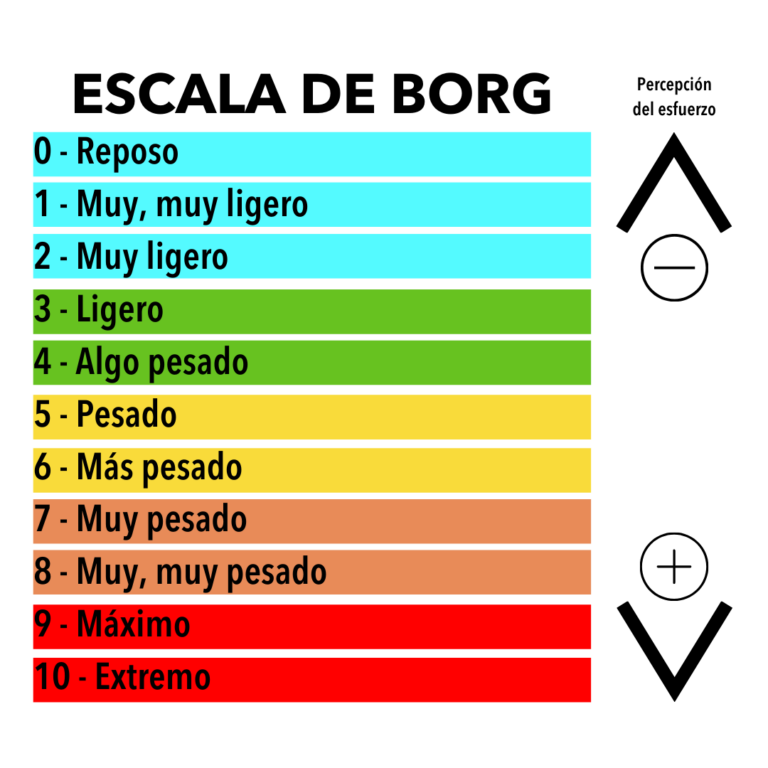 ESCALA DE BORG
Percepción
del esfuerzo
0 - Reposo
1 - Muy, muy ligero
2 - Muy ligero
3 - Ligero
4 - Algo pesado
5 - Pesado
6 - Más pesado
7 - Muy pesado
8 - Muy, muy pesado
9 - Máximo
10 - Extremo